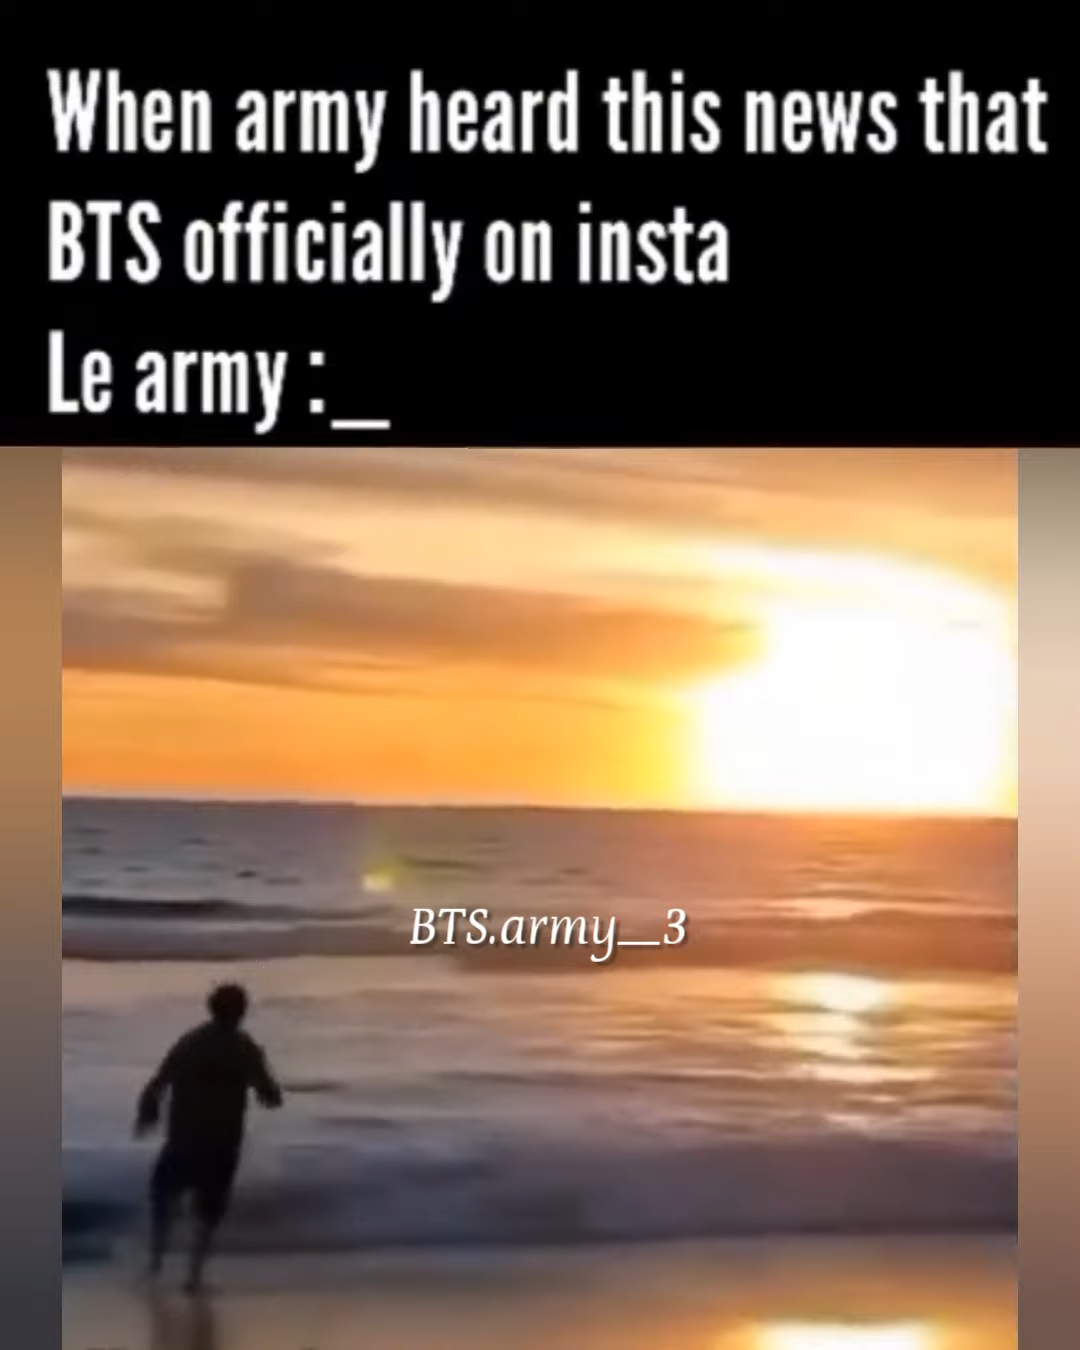 When army heard this news that
BTS officially on insta
Le army :_
BTS.army__3